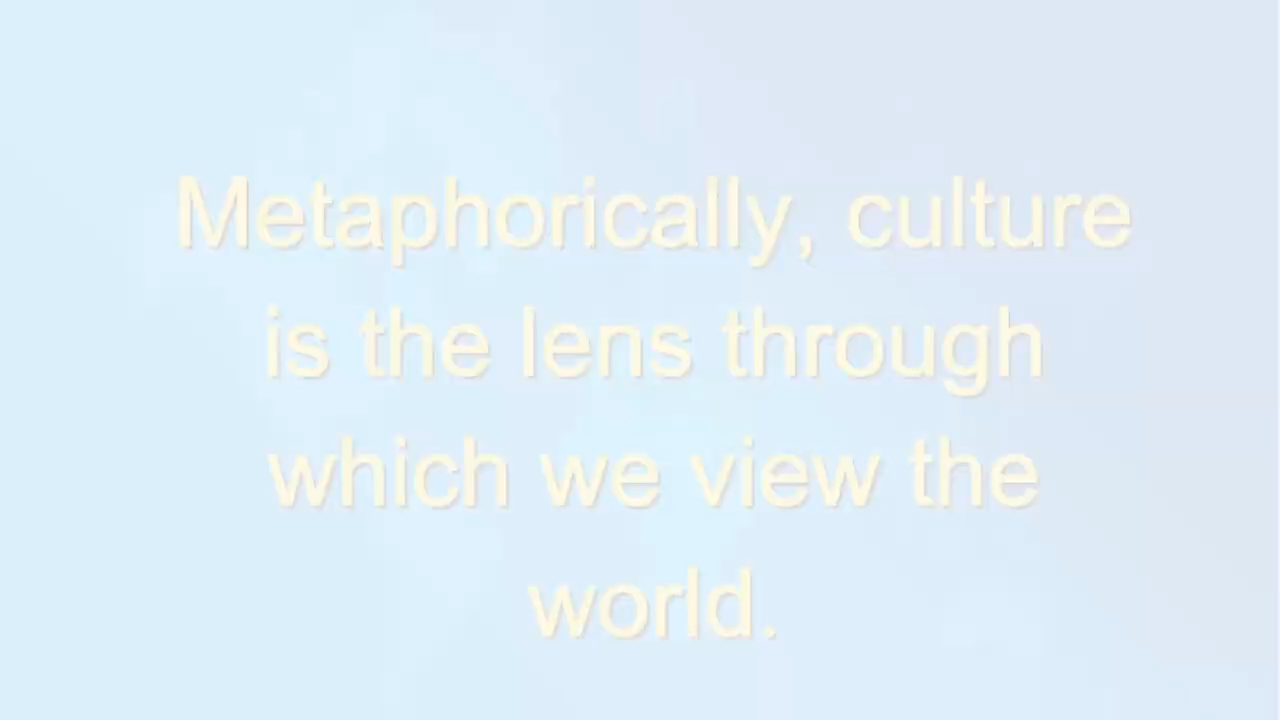 Metaphorically, culture
is the lens through
which we view the
world.